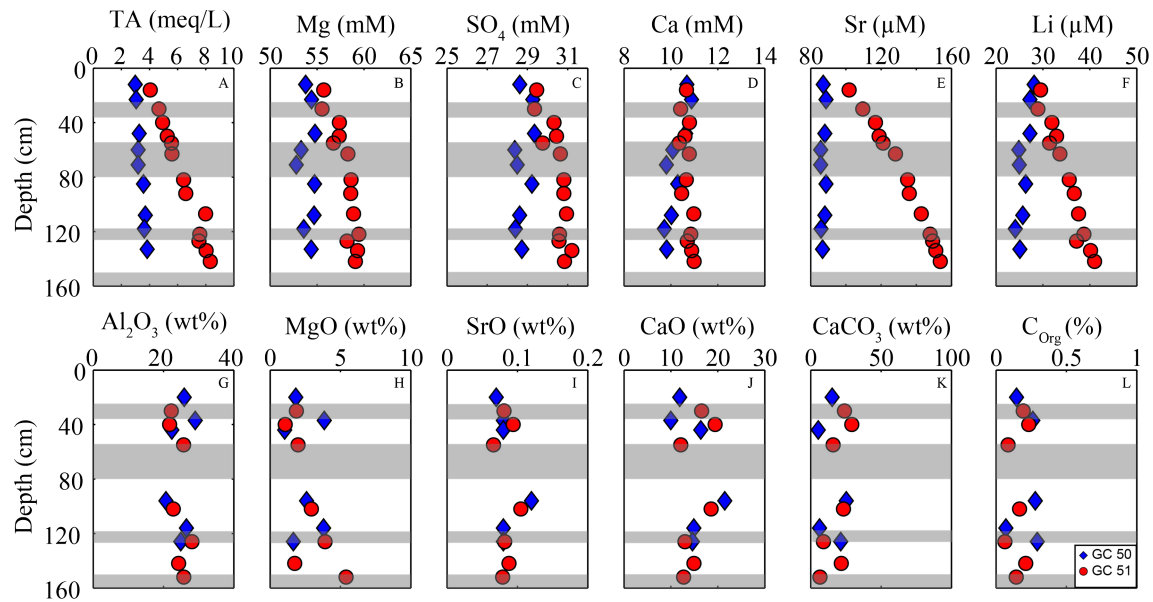 TA (meq/L) Mg (mM) SO4 (mM) Ca (mM) Sr (µM) Li (µM)
0 2 4 6 8 10 50 55 60 65 25 27 29 31 8 10 12 14 80 100 120 140 160 20 30 40 50
0 A B C D E F
40
80
120
160
Depth (cm)
Al2O3 (wt%) MgO (wt%) SrO (wt%) CaO (wt%) CaCO3 (wt%) COrg (%)
0 20 40 0 5 10 0 0.1 0.2 0 10 20 30 0 50 100 0 0.5 1
0 G H I J K L
40
80
120
160
Depth (cm)
GC 50
GC 51